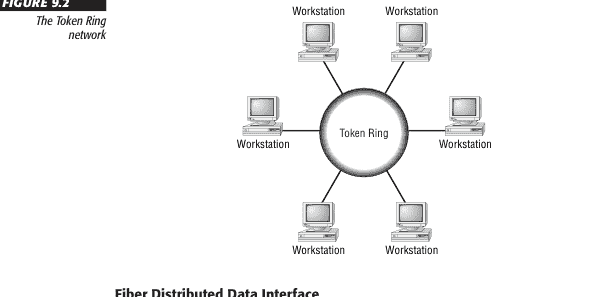 FIGURE 9.2
The Token Ring
network
Workstation Workstation
Token Ring
Workstation Workstation
Workstation Workstation
Fiber Distributed Data Interface